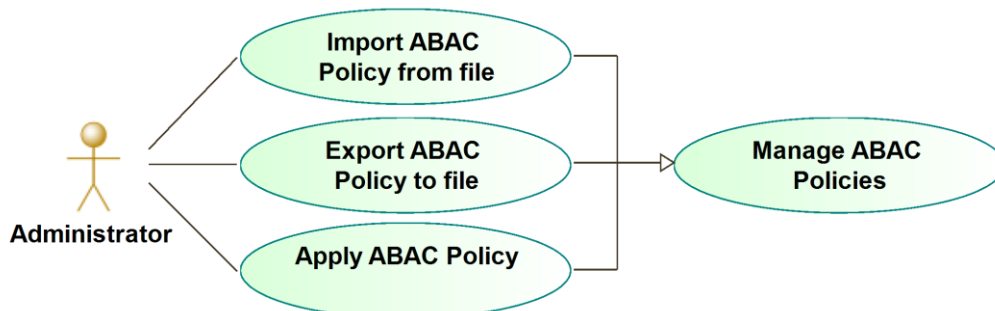 Import ABAC
Policy from file
Export ABAC
Policy to file
Manage ABAC
Policies
Administrator
Apply ABAC Policy